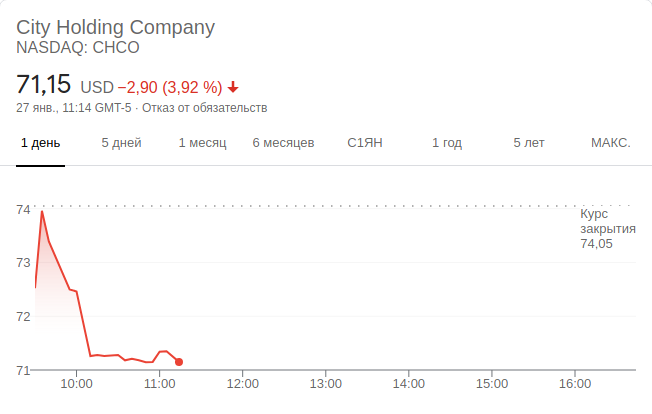 City Holding Company
NASDAQ: CHCO
71,15 USD −2,90 (3,92 %)
27 янв., 11:14 GMT-5 · Отказ от обязательств
1 день 5 дней 1 месяц 6 месяцев С1ЯН 1 год 5 лет МАКС.
74
Курс
закрытия
74,05
73
72
71
10:00 11:00 12:00 13:00 14:00 15:00 16:00